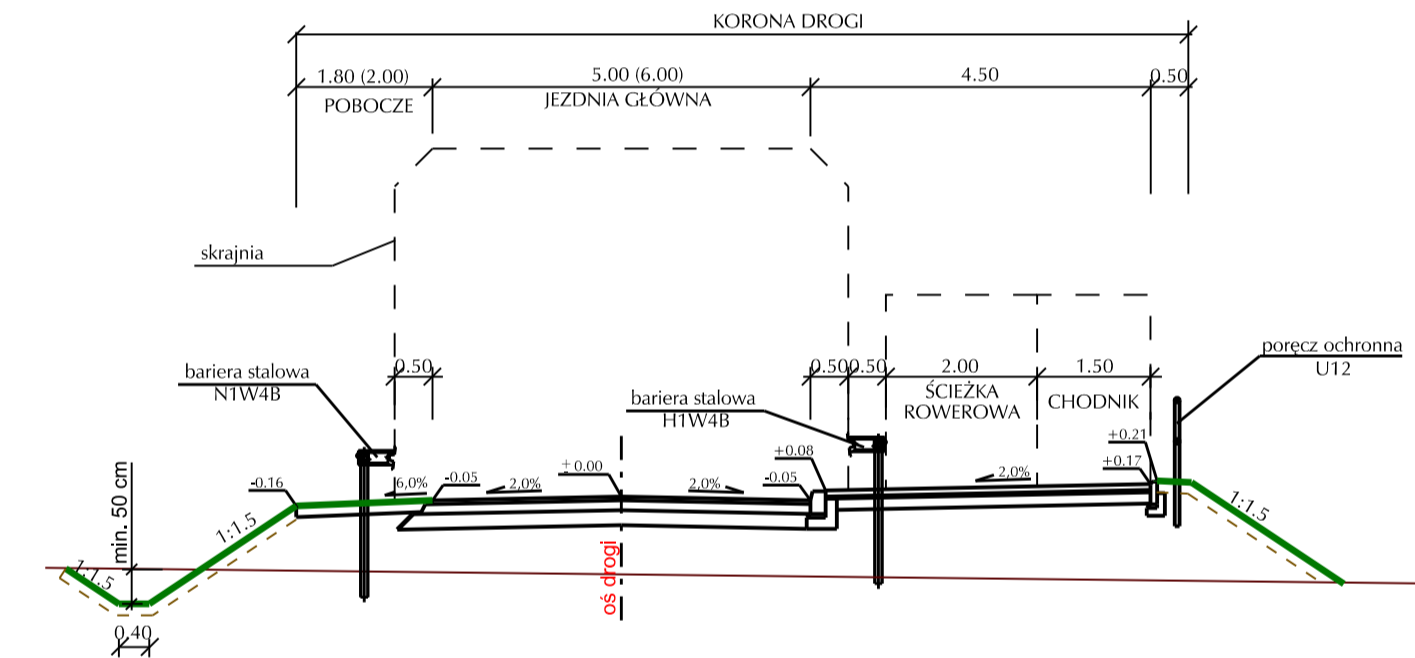 KORONA DROGI
1.80 (2.00)
5.00 (6.00)
4.50
0.50
POBOCZE
JEZDNIA GŁÓWNA
skrajnia
bariera stalowa
N1W4B
0.50
bariera stalowa
H1W4B
0.50
0.50
2.00
1.50
ŚCIEŻKA
ROWEROWA
CHODNIK
poręcz ochronna
U12
-0.16
6,0%
-0.05
2,0%
± 0.00
2,0%
-0.05
+0.08
2,0%
+0.21
+0.17
min. 50 cm
1:1.5
1:1.5
1:1.5
oś drogi
0.40